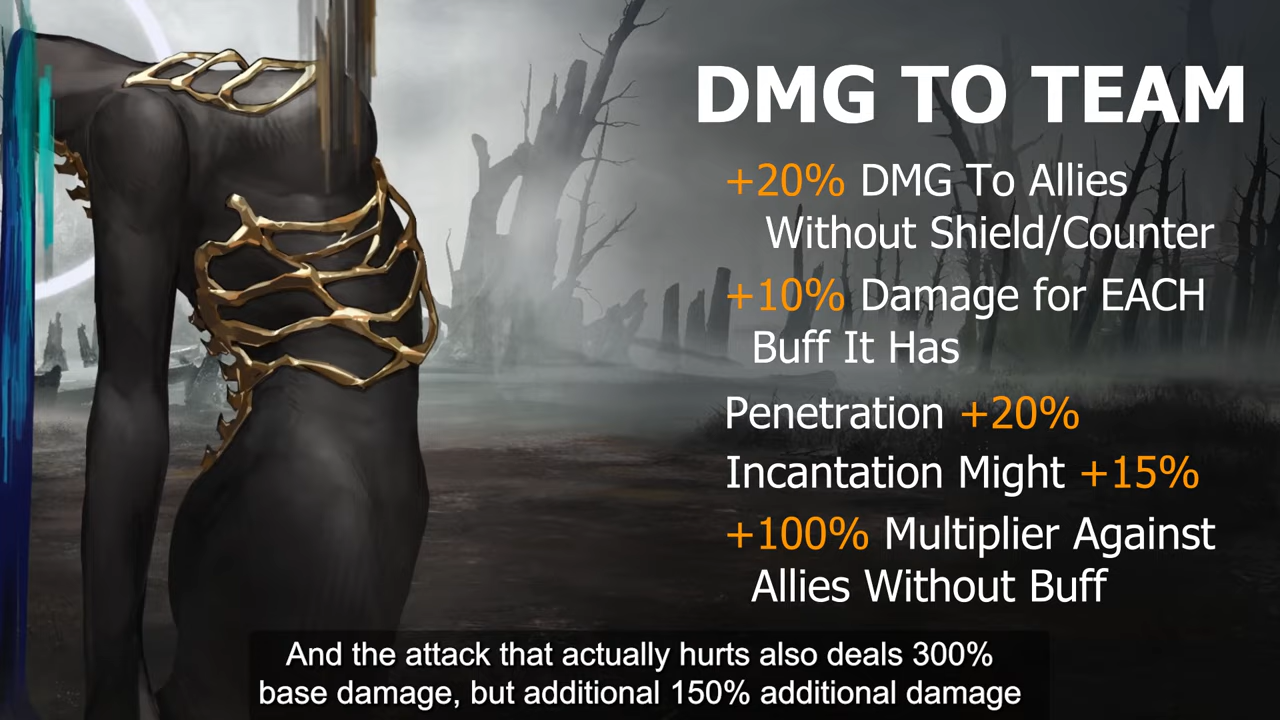 DMG TO TEAM
+20% DMG To Allies
Without Shield/Counter
+10% Damage for EACH
Buff It Has
Penetration +20%
Incantation Might +15%
+100% Multiplier Against
Allies Without Buff
And the attack that actually hurts also deals 300%
base damage, but additional 150% additional damage